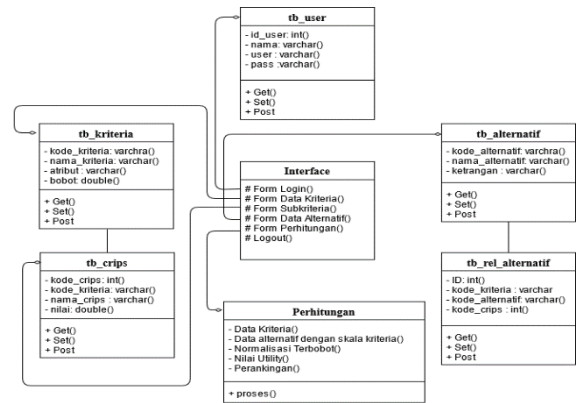 tb_user
- id_user: int()
- nama: varchar()
- user : varchar()
- pass :varchar()
+ Get()
+ Set()
+ Post
tb_kriteria
- kode_kriteria: varchra()
- nama_kriteria: varchar()
- atribut : varchar()
- bobot: double()
+ Get()
+ Set()
+ Post
Interface
# Form Login()
# Form Data Kriteria()
# Form Subkriteria()
# Form Data Alternatif()
# Form Perhitungan()
# Logout()
tb_alternatif
- kode_alternatif: varchra()
- nama_alternatif: varchar()
- ketrangan : varchar()
+ Get()
+ Set()
+ Post
tb_crips
- kode_crips: int()
- kode_kriteria: varchar()
- nama_crips : varchar()
- nilai: double()
+ Get()
+ Set()
+ Post
Perhitungan
- Data Kriteria()
- Data alternatif dengan skala kriteria()
- Normalisasi Terbobot()
- Nilai Utility()
- Perankingan()
+ proses()
tb_rel_alternatif
- ID: int()
- kode_kriteria : varchar
- kode_alternatif: varchar()
- kode_crips : int()
+ Get()
+ Set()
+ Post